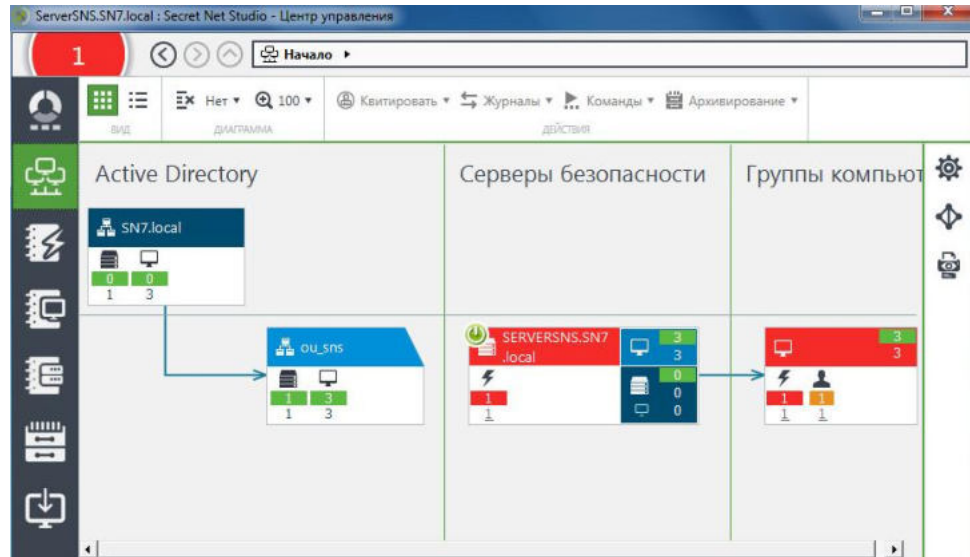 ServerSNS.SN7.local : Secret Net Studio - Центр управления
1
Начало
Нет
100
Квитировать
Журналы
Команды
Архивирование
ВИД
ДИАГРАММА
ДЕЙСТВИЯ
Active Directory
Серверы безопасности
Группы компьют
SN7.local
0 0
1 3
ou_sns
1 3
1 3
SERVERSNS.SN7
.local
1
1
3
3
0
0
0
3
3
1 1
1 1